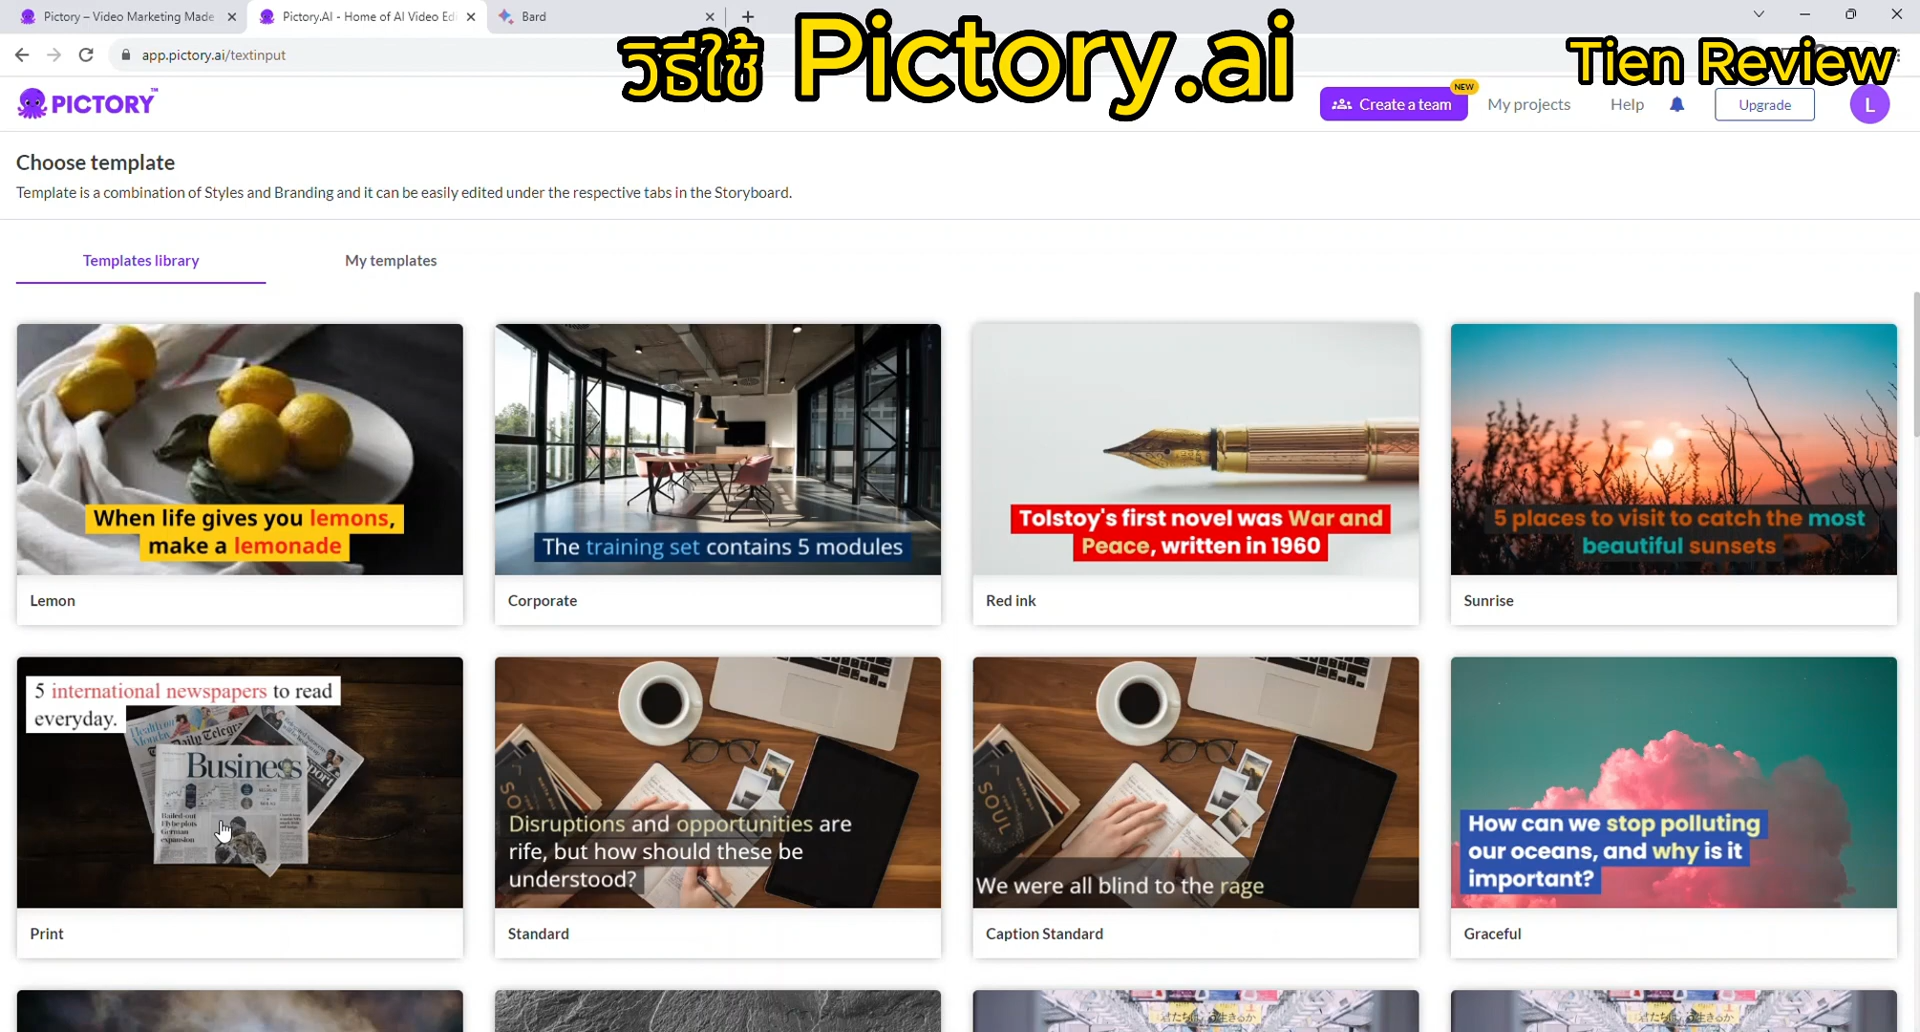 Pictory – Video Marketing Made
Pictory.AI - Home of AI Video Edi
Bard
app.pictory.ai/textinput
วิธีใช้ Pictory.ai
Tien Review
PICTORY
Create a team
NEW
My projects
Help
Upgrade
L
Choose template
Template is a combination of Styles and Branding and it can be easily edited under the respective tabs in the Storyboard.
Templates library
My templates
When life gives you lemons,
make a lemonade
Lemon
The training set contains 5 modules
Corporate
Tolstoy's first novel was War and
Peace, written in 1960
Red ink
5 places to visit to catch the most
beautiful sunsets
Sunrise
5 international newspapers to read
everyday.
Business
Print
SOUL
Disruptions and opportunities are
rife, but how should these be
understood?
Standard
SOUL
We were all blind to the rage
Caption Standard
How can we stop polluting
our oceans, and why is it
important?
Graceful